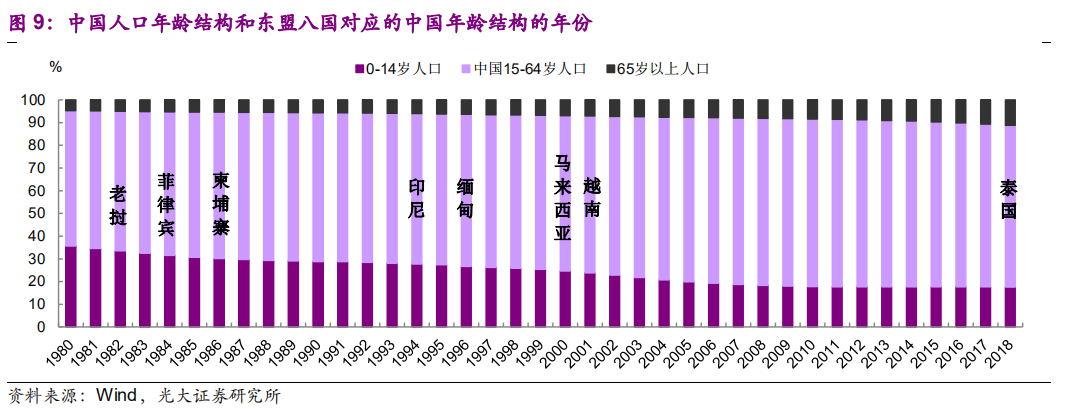 图 9：中国人口年龄结构和东盟八国对应的中国年龄结构的年份
%
0-14岁人口 中国15-64岁人口 65岁以上人口
100
90
80
70
60
50
40
30
20
10
0
老挝
菲律宾
柬埔寨
印尼
缅甸
马来西亚
越南
泰国
1980 1981 1982 1983 1984 1985 1986 1987 1988 1989 1990 1991 1992 1993 1994 1995 1996 1997 1998 1999 2000 2001 2002 2003 2004 2005 2006 2007 2008 2009 2010 2011 2012 2013 2014 2015 2016 2017 2018
资料来源：Wind，光大证券研究所